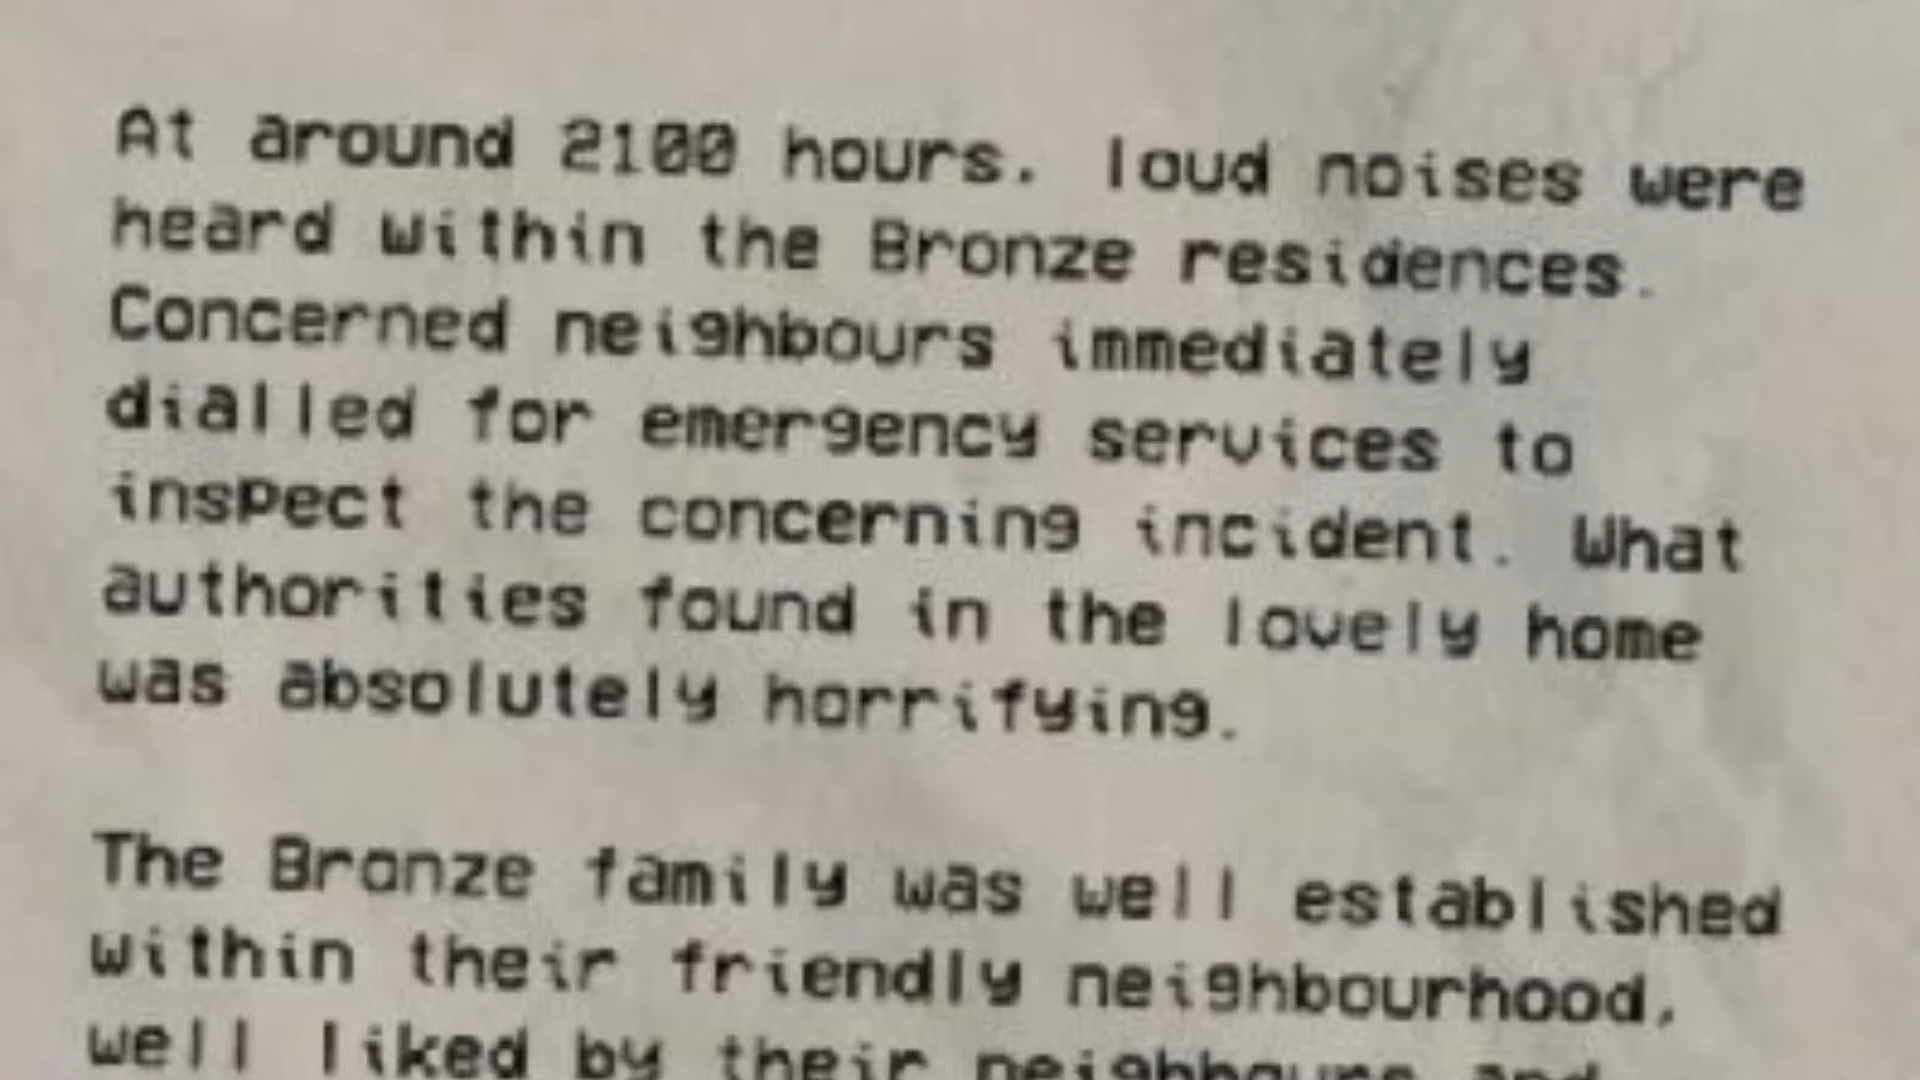 At around 2100 hours, loud noises were
heard within the Bronze residences.
Concerned neighbours immediately
dialled for emergency services to
inspect the concerning incident. What
authorities found in the lovely home
was absolutely horrifying.
The Bronze family was well established
within their friendly neighbourhood,
well liked by their neighbours and